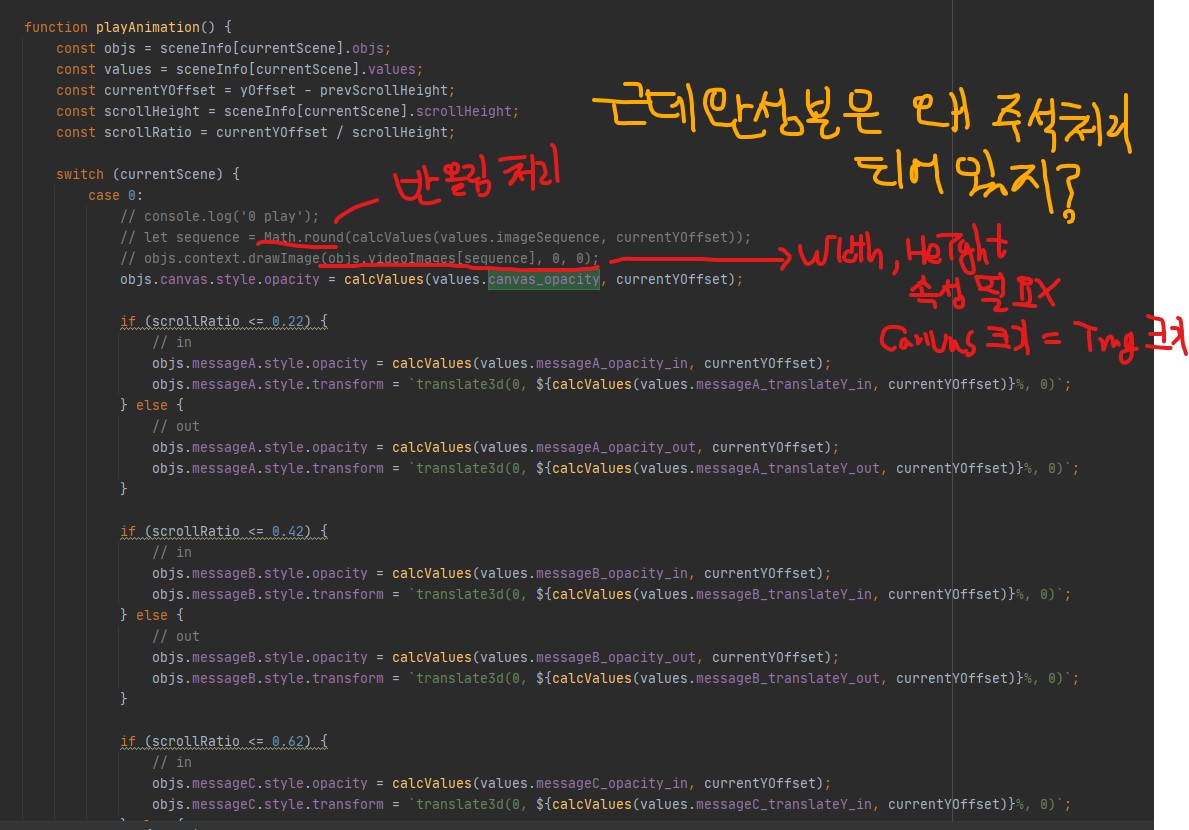 function playAnimation() {
const objs = sceneInfo[currentScene].objs;
const values = sceneInfo[currentScene].values;
const currentYOffset = yOffset - prevScrollHeight;
const scrollHeight = sceneInfo[currentScene].scrollHeight;
const scrollRatio = currentYOffset / scrollHeight;
근데 완성본은 왜 주석처리
되어 있지?
switch (currentScene) {
반올림 처리
case 0:
// console.log('0 play');
// let sequence = Math.round(calcValues(values.imageSequence, currentYOffset));
// objs.context.drawImage(objs.videoImages[sequence], 0, 0);
width, Height
속성 필요X
Canvas 크기 = Img 크기
objs.canvas.style.opacity = calcValues(values.canvas_opacity, currentYOffset);
if (scrollRatio <= 0.22) {
// in
objs.messageA.style.opacity = calcValues(values.messageA_opacity_in, currentYOffset);
objs.messageA.style.transform = `translate3d(0, ${calcValues(values.messageA_translateY_in, currentYOffset)}%, 0)`;
} else {
// out
objs.messageA.style.opacity = calcValues(values.messageA_opacity_out, currentYOffset);
objs.messageA.style.transform = `translate3d(0, ${calcValues(values.messageA_translateY_out, currentYOffset)}%, 0)`;
}
if (scrollRatio <= 0.42) {
// in
objs.messageB.style.opacity = calcValues(values.messageB_opacity_in, currentYOffset);
objs.messageB.style.transform = `translate3d(0, ${calcValues(values.messageB_translateY_in, currentYOffset)}%, 0)`;
} else {
// out
objs.messageB.style.opacity = calcValues(values.messageB_opacity_out, currentYOffset);
objs.messageB.style.transform = `translate3d(0, ${calcValues(values.messageB_translateY_out, currentYOffset)}%, 0)`;
}
if (scrollRatio <= 0.62) {
// in
objs.messageC.style.opacity = calcValues(values.messageC_opacity_in, currentYOffset);
objs.messageC.style.transform = `translate3d(0, ${calcValues(values.messageC_translateY_in, currentYOffset)}%, 0)`;